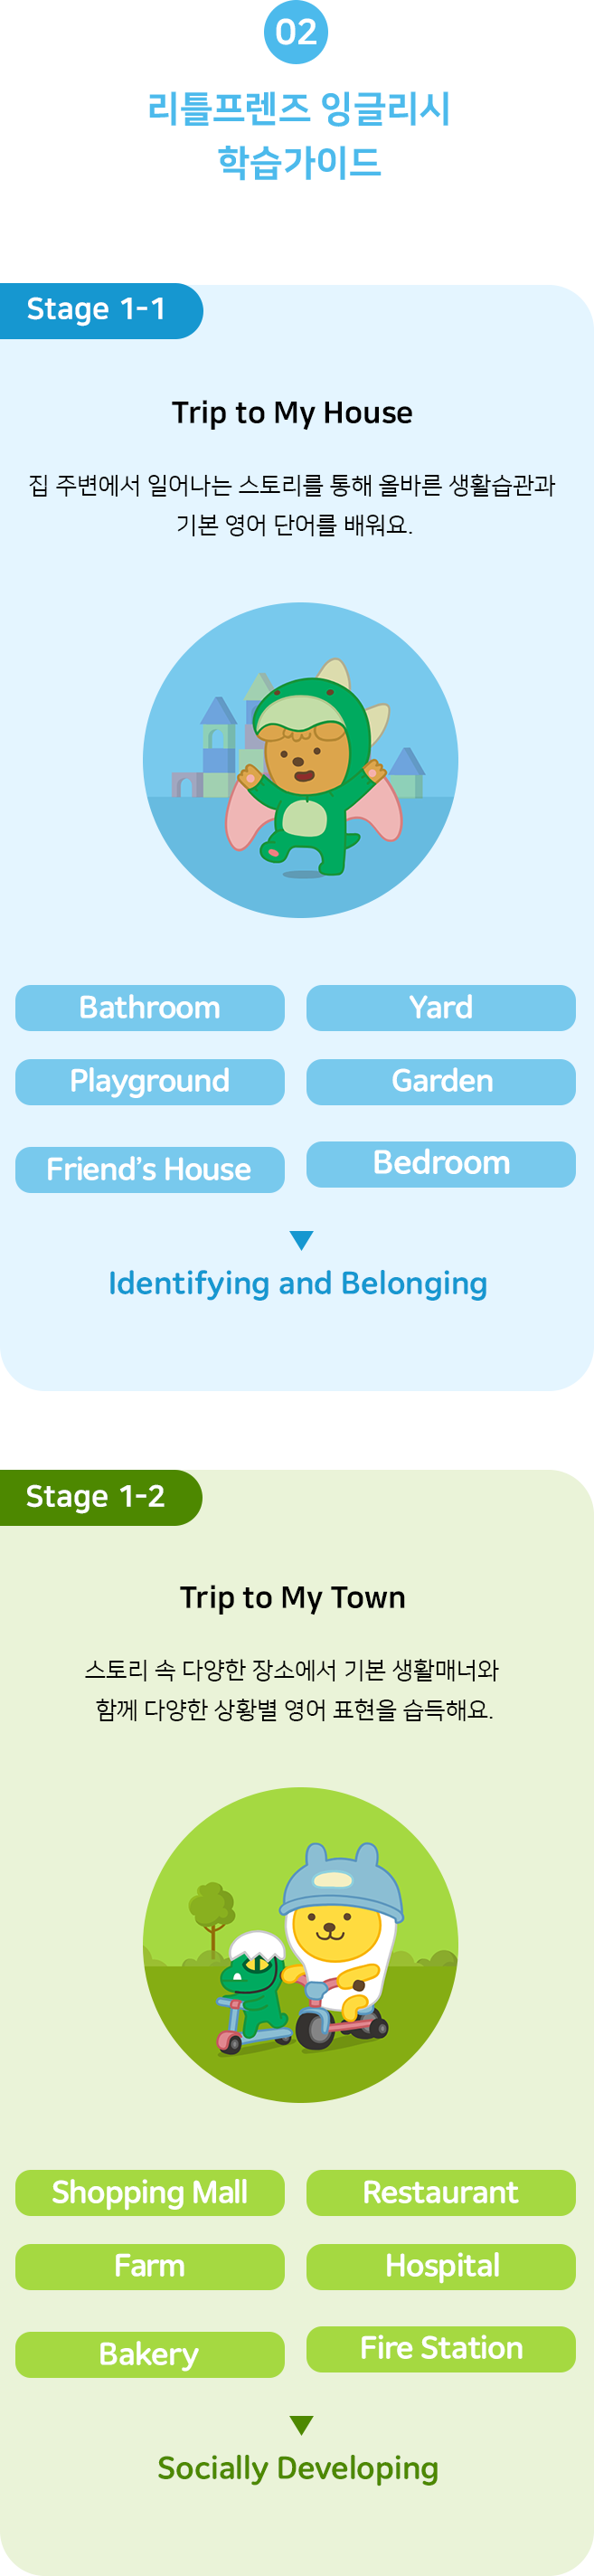 02
리틀프렌즈 잉글리시
학습가이드
Stage 1-1
Trip to My House
집 주변에서 일어나는 스토리를 통해 올바른 생활습관과
기본 영어 단어를 배워요.
Bathroom
Yard
Playground
Garden
Friend’s House
Bedroom
Identifying and Belonging
Stage 1-2
Trip to My Town
스토리 속 다양한 장소에서 기본 생활매너와
함께 다양한 상황별 영어 표현을 습득해요.
Shopping Mall
Restaurant
Farm
Hospital
Bakery
Fire Station
Socially Developing